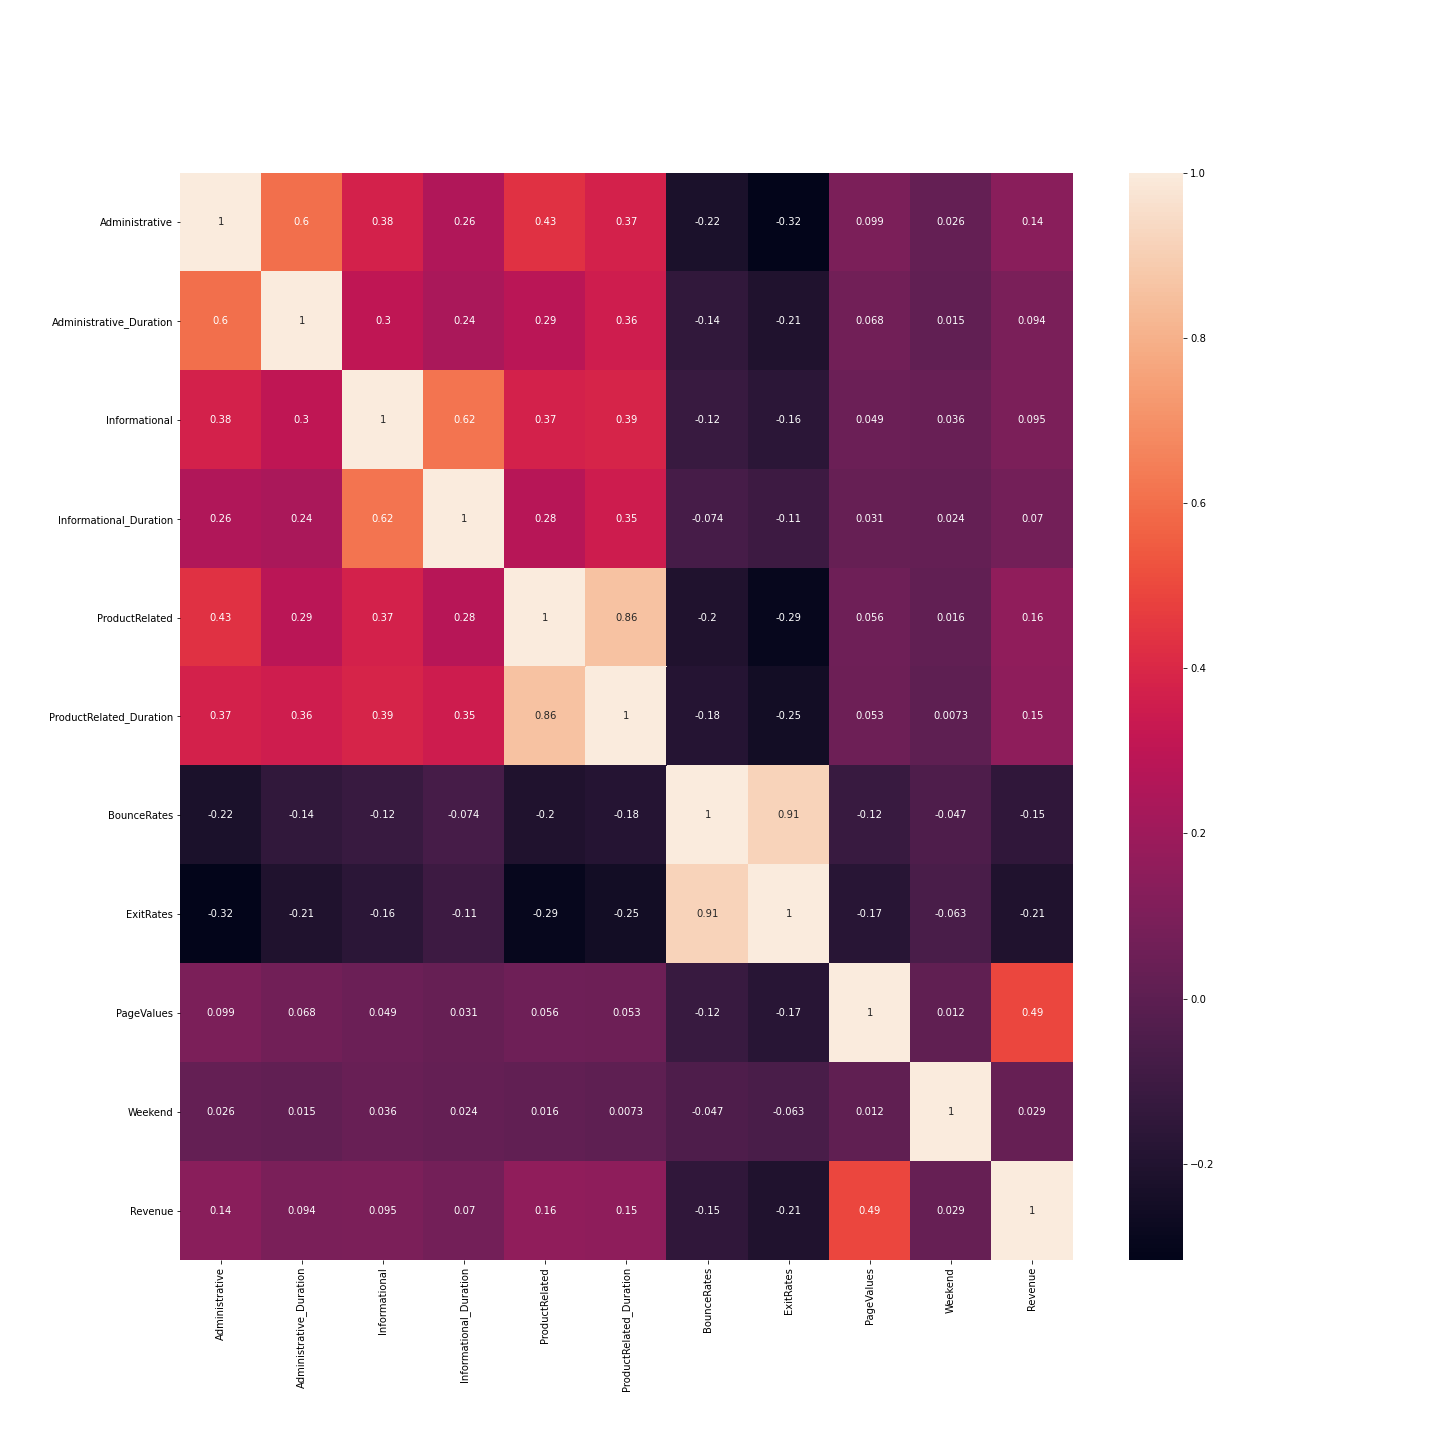 Administrative 1 0.6 0.38 0.26 0.43 0.37 -0.22 -0.32 0.099 0.026 0.14
Administrative_Duration 0.6 1 0.3 0.24 0.29 0.36 -0.14 -0.21 0.068 0.015 0.094
Informational 0.38 0.3 1 0.62 0.37 0.39 -0.12 -0.16 0.049 0.036 0.095
Informational_Duration 0.26 0.24 0.62 1 0.28 0.35 -0.074 -0.11 0.031 0.024 0.07
ProductRelated 0.43 0.29 0.37 0.28 1 0.86 -0.2 -0.29 0.056 0.016 0.16
ProductRelated_Duration 0.37 0.36 0.39 0.35 0.86 1 -0.18 -0.25 0.053 0.0073 0.15
BounceRates -0.22 -0.14 -0.12 -0.074 -0.2 -0.18 1 0.91 -0.12 -0.047 -0.15
ExitRates -0.32 -0.21 -0.16 -0.11 -0.29 -0.25 0.91 1 -0.17 -0.063 -0.21
PageValues 0.099 0.068 0.049 0.031 0.056 0.053 -0.12 -0.17 1 0.012 0.49
Weekend 0.026 0.015 0.036 0.024 0.016 0.0073 -0.047 -0.063 0.012 1 0.029
Revenue 0.14 0.094 0.095 0.07 0.16 0.15 -0.15 -0.21 0.49 0.029 1
Administrative
Administrative_Duration
Informational
Informational_Duration
ProductRelated
ProductRelated_Duration
BounceRates
ExitRates
PageValues
Weekend
Revenue
1.0
0.8
0.6
0.4
0.2
0.0
−0.2